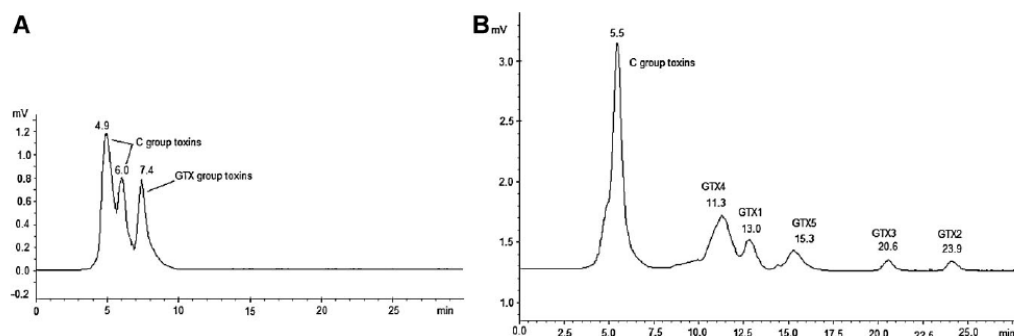 A
mV
4.9
C group toxins
6.0
7.4
GTX group toxins
1.2
1.0
0.8
0.6
0.4
0.2
0.0
-0.2
0 5 10 15 20 25 min
B
mV
5.5
C group toxins
3.0
2.5
2.0
1.5
1.0
GTX4
11.3
GTX1
13.0
GTX5
15.3
GTX3
20.6
GTX2
23.9
0.0 2.5 5.0 7.5 10.0 12.5 15.0 17.5 20.0 22.5 25.0 min